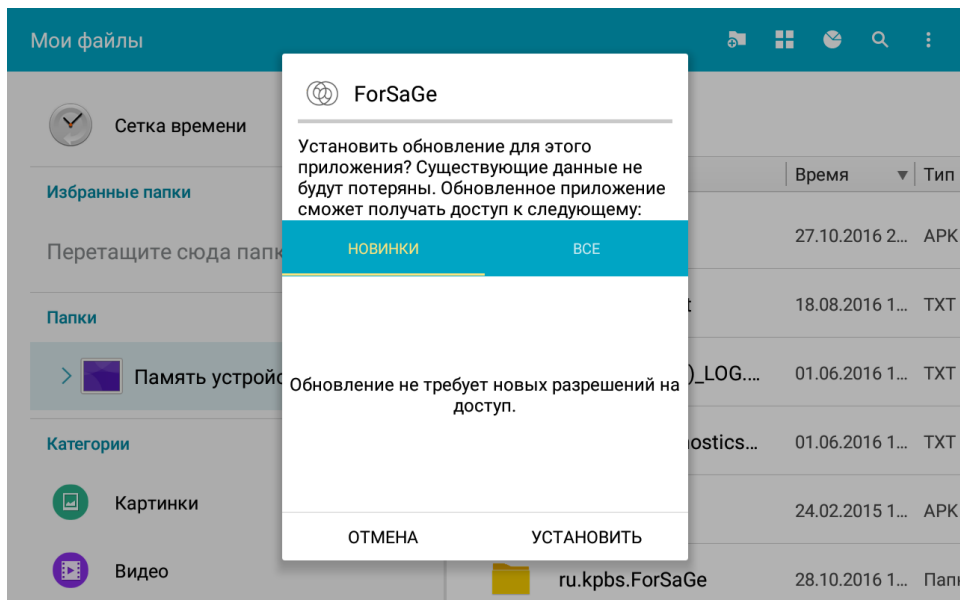 Мои файлы
ForSaGe
Сетка времени
Установить обновление для этого
приложения? Существующие данные не
будут потеряны. Обновленное приложение
сможет получать доступ к следующему:
Время
Тип
Избранные папки
НОВИНКИ
ВСЕ
27.10.2016 2...
APK
Перетащите сюда
Папки
18.08.2016 1...
TXT
Память
Обновление не требует новых разрешений на
доступ.
)_LOG....
01.06.2016 1...
TXT
Категории
ostics...
01.06.2016 1...
TXT
Картинки
24.02.2015 1...
APK
ОТМЕНА
УСТАНОВИТЬ
Видео
ru.kpbs.ForSaGe
28.10.2016 1...